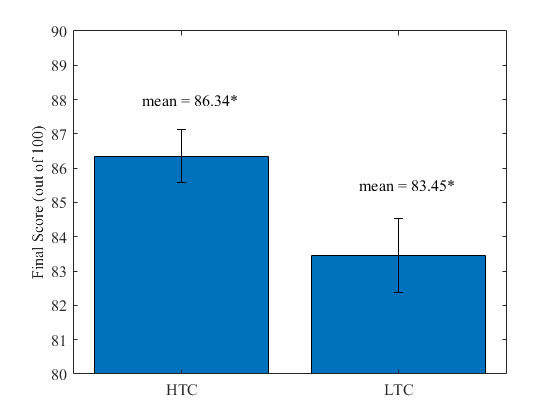 90
89
88
87
86
85
84
83
82
81
80
Final Score (out of 100)
mean = 86.34*
mean = 83.45*
HTC
LTC